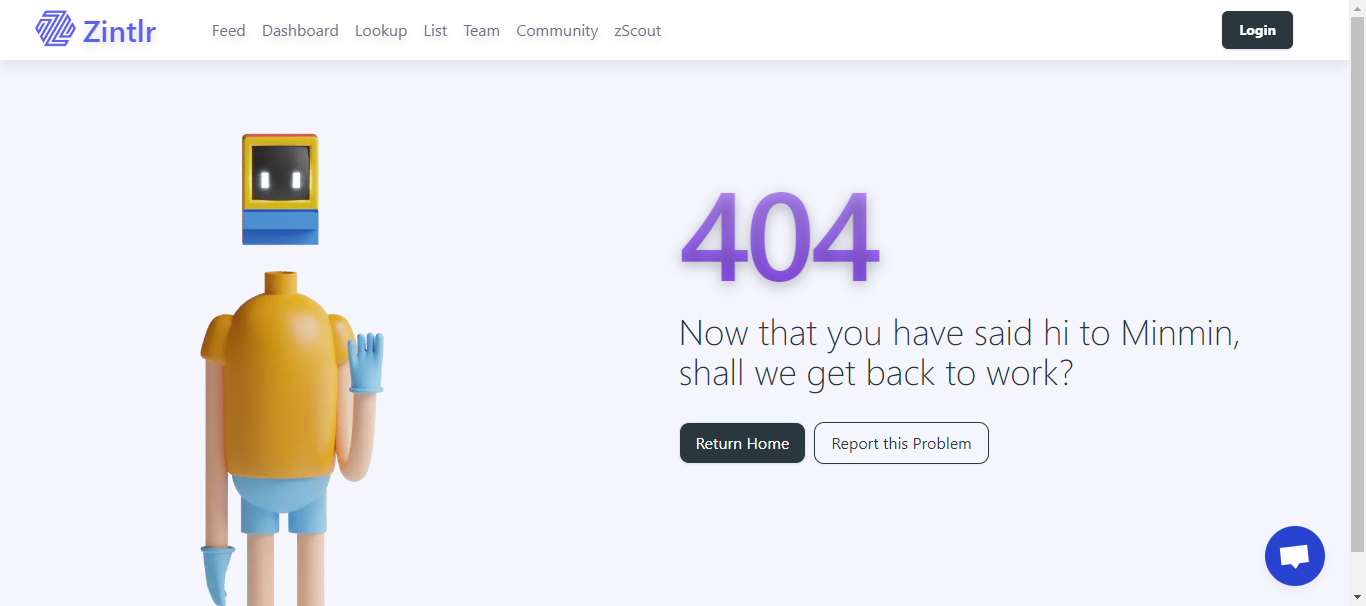 Zintlr
Feed Dashboard Lookup List Team Community zScout
Login
404
Now that you have said hi to Minmin,
shall we get back to work?
Return Home
Report this Problem